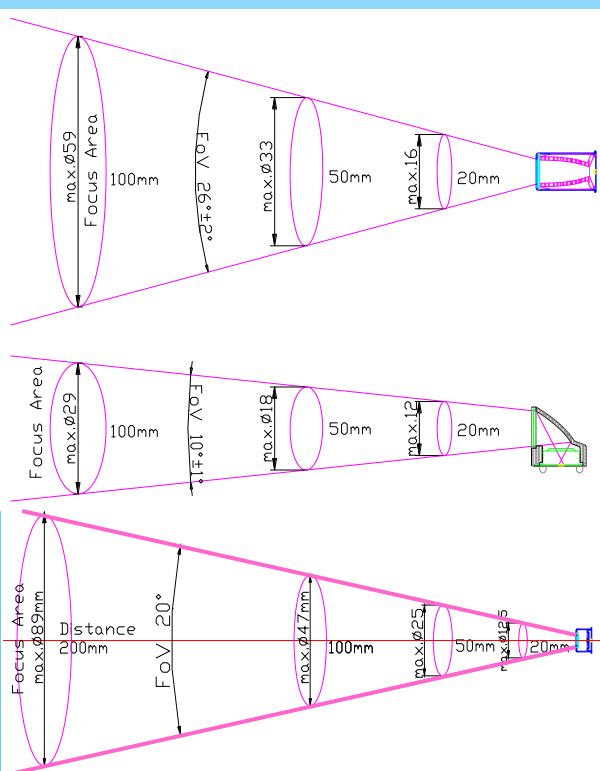 max.Ø59
Focus Area
100mm
FoV 26°±2°
max.Ø33
50mm
max.16
20mm
Focus Area
max.Ø29
100mm
FoV 10°±1°
max.Ø18
50mm
max.12
20mm
Focus Area
max.Ø89mm
Distance
200mm
FoV 20°
max.Ø47mm
100mm
max.Ø25
50mm
max.Ø12.5
20mm